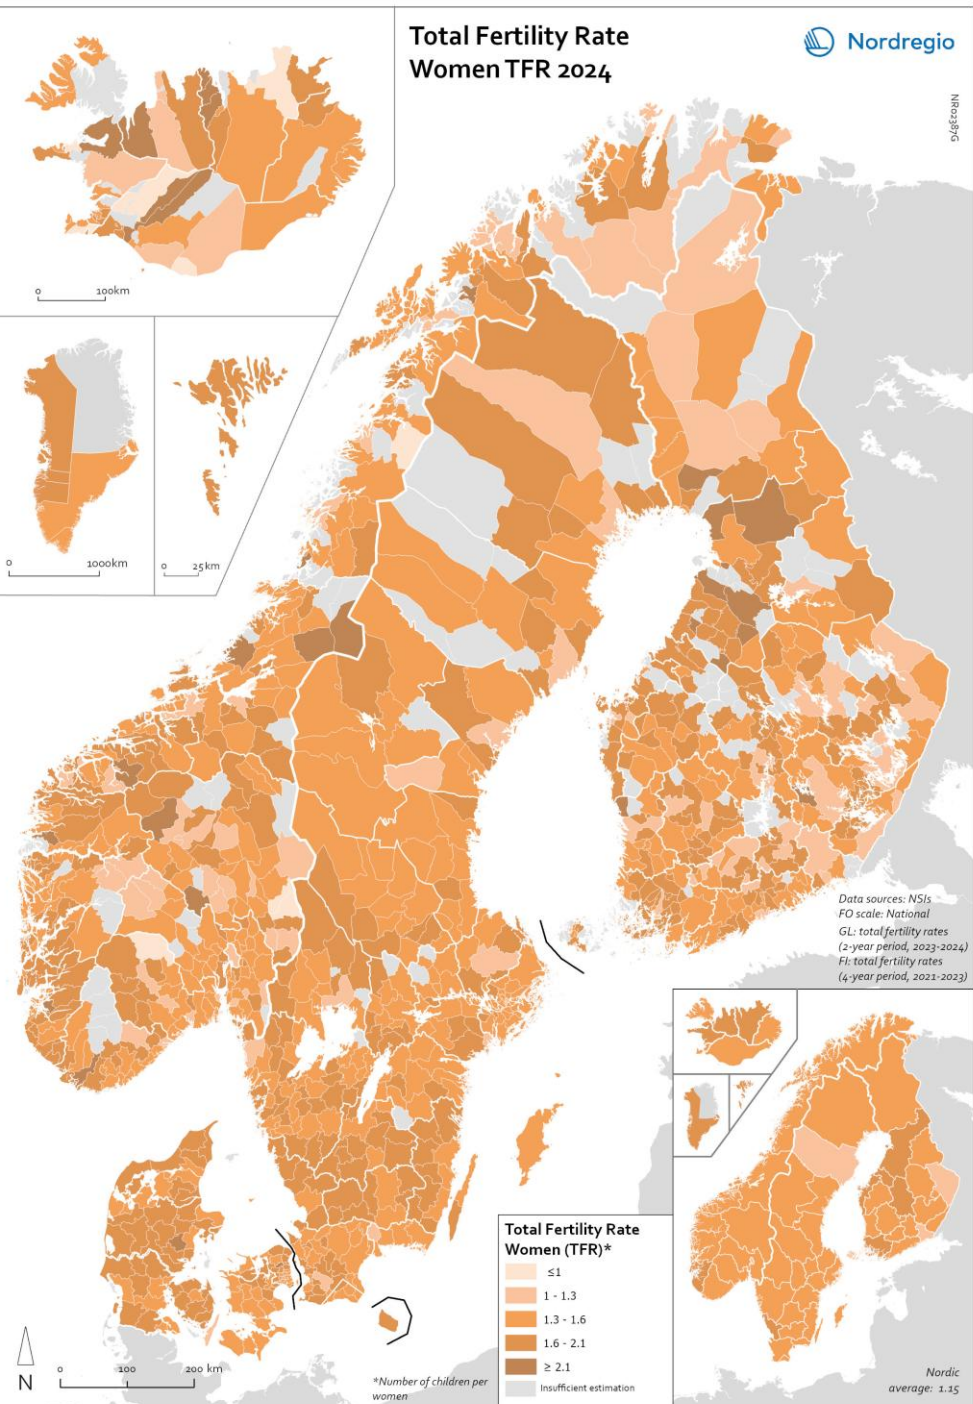 Total Fertility Rate
Women TFR 2024
Nordregio
NR02387G
0 100km
0 1000km
0 25km
Data sources: NSIs
FO scale: National
GL: total fertility rates
(2-year period, 2023-2024)
FI: total fertility rates
(4-year period, 2021-2023)
Total Fertility Rate
Women (TFR)*
≤1
1 - 1.3
1.3 - 1.6
1.6 - 2.1
≥ 2.1
Insufficient estimation
N
0 100 200 km
*Number of children per
women
Nordic
average: 1.15